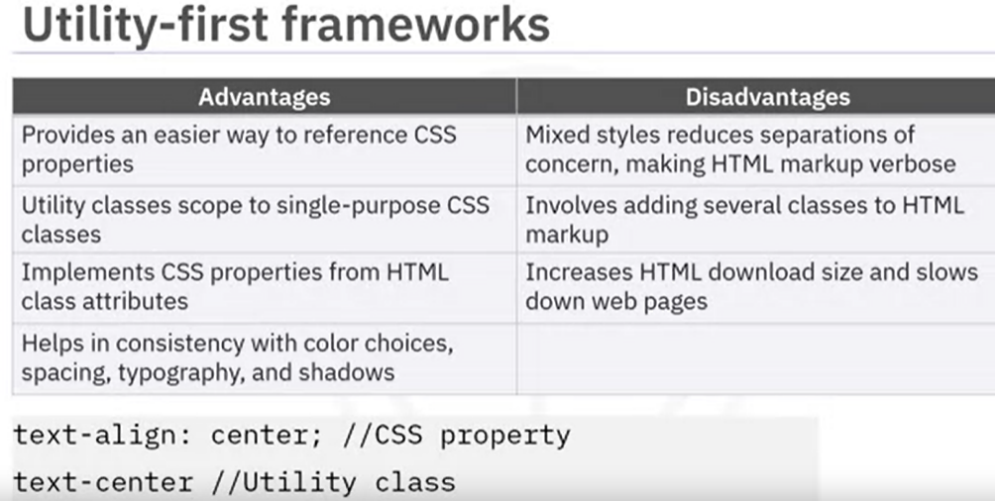 Utility-first frameworks
Advantages
Disadvantages
Provides an easier way to reference CSS
properties
Mixed styles reduces separations of
concern, making HTML markup verbose
Utility classes scope to single-purpose CSS
classes
Involves adding several classes to HTML
markup
Implements CSS properties from HTML
class attributes
Increases HTML download size and slows
down web pages
Helps in consistency with color choices,
spacing, typography, and shadows
text-align: center; //CSS property
text-center //Utility class